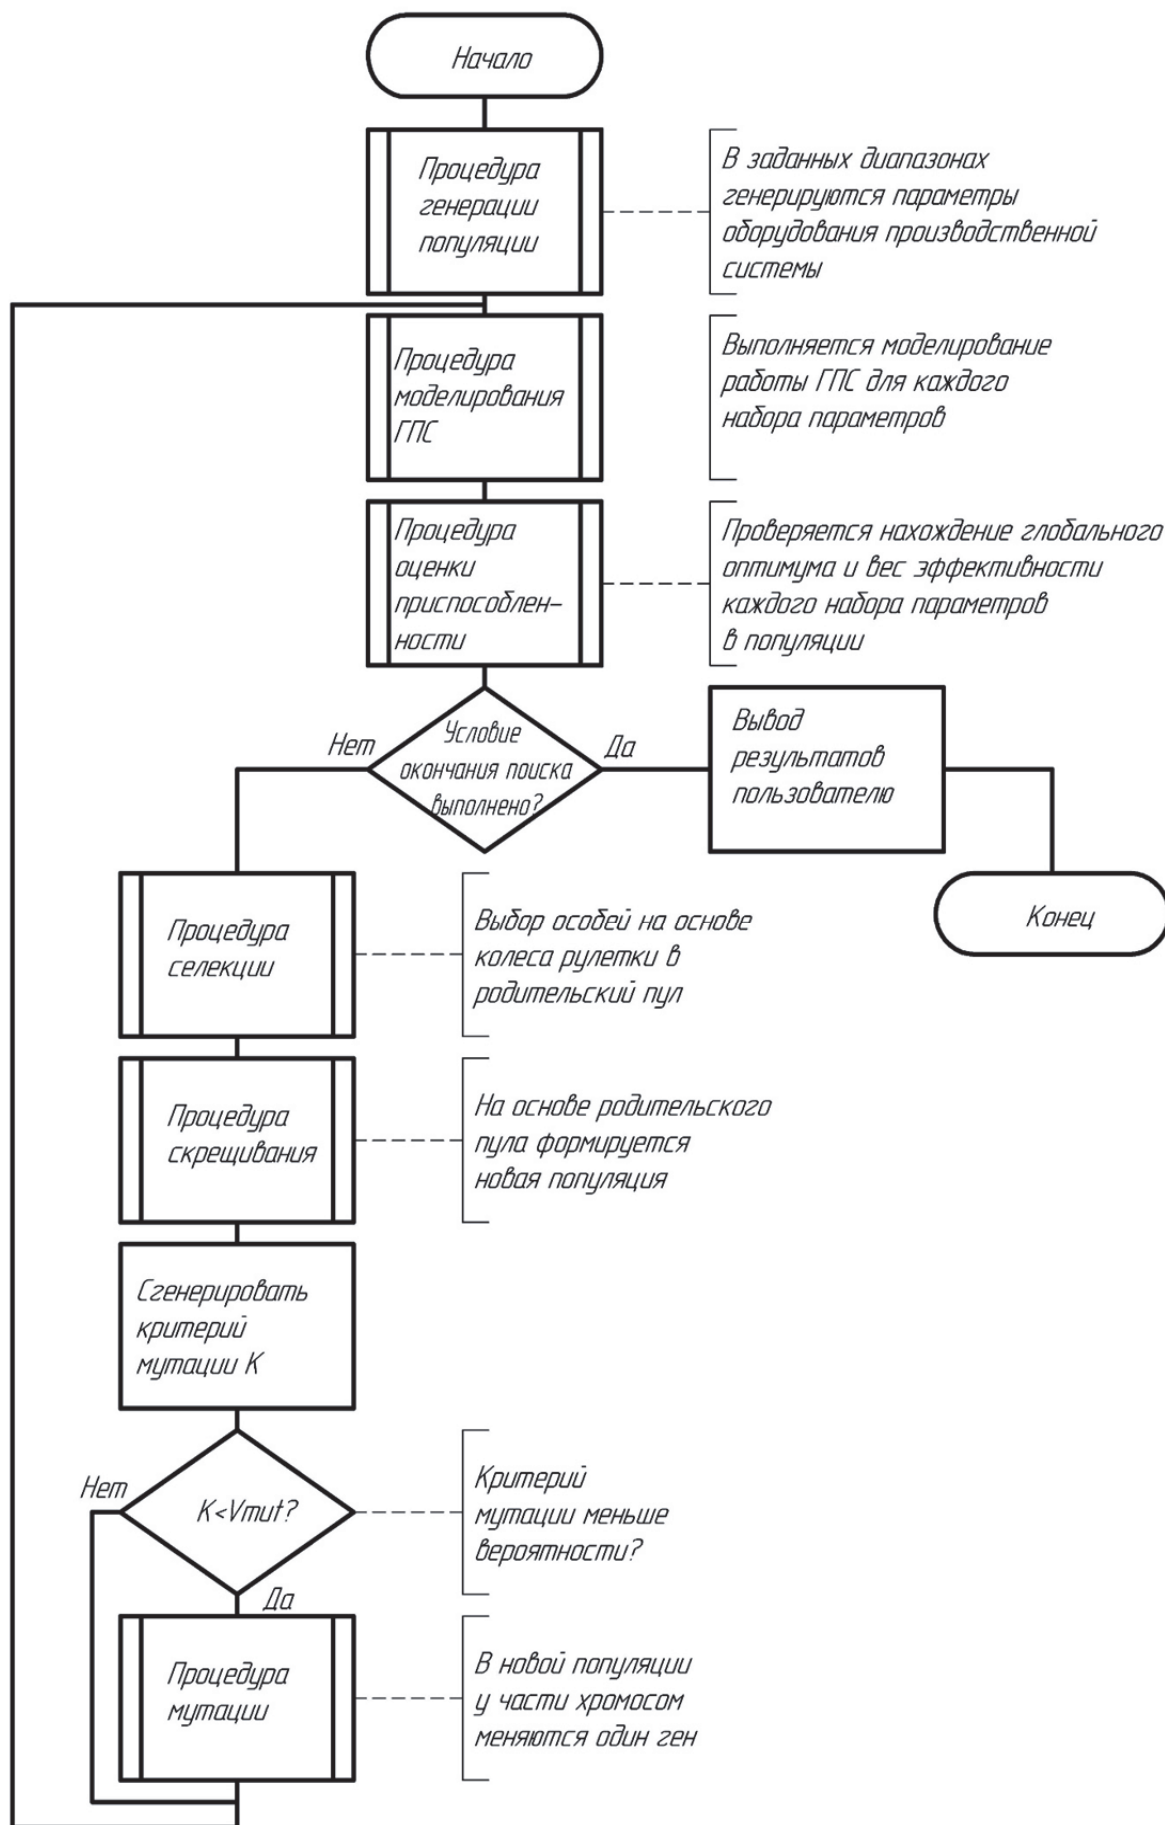 Начало
Процедура
генерации
популяции
В заданных диапазонах
генерируются параметры
оборудования производственной
системы
Процедура
моделирования
ГПС
Выполняется моделирование
работы ГПС для каждого
набора параметров
Процедура
оценки
приспособлен-
ности
Проверяется нахождение глобального
оптимума и вес эффективности
каждого набора параметров
в популяции
Нет
Условие
окончания поиска
выполнено?
Да
Вывод
результатов
пользователю
Конец
Процедура
селекции
Выбор особей на основе
колеса рулетки в
родительский пул
Процедура
скрещивания
На основе родительского
пула формируется
новая популяция
Сгенерировать
критерий
мутации К
Нет
K<Vmut?
Критерий
мутации меньше
вероятности?
Да
Процедура
мутации
В новой популяции
у части хромосом
меняются один ген